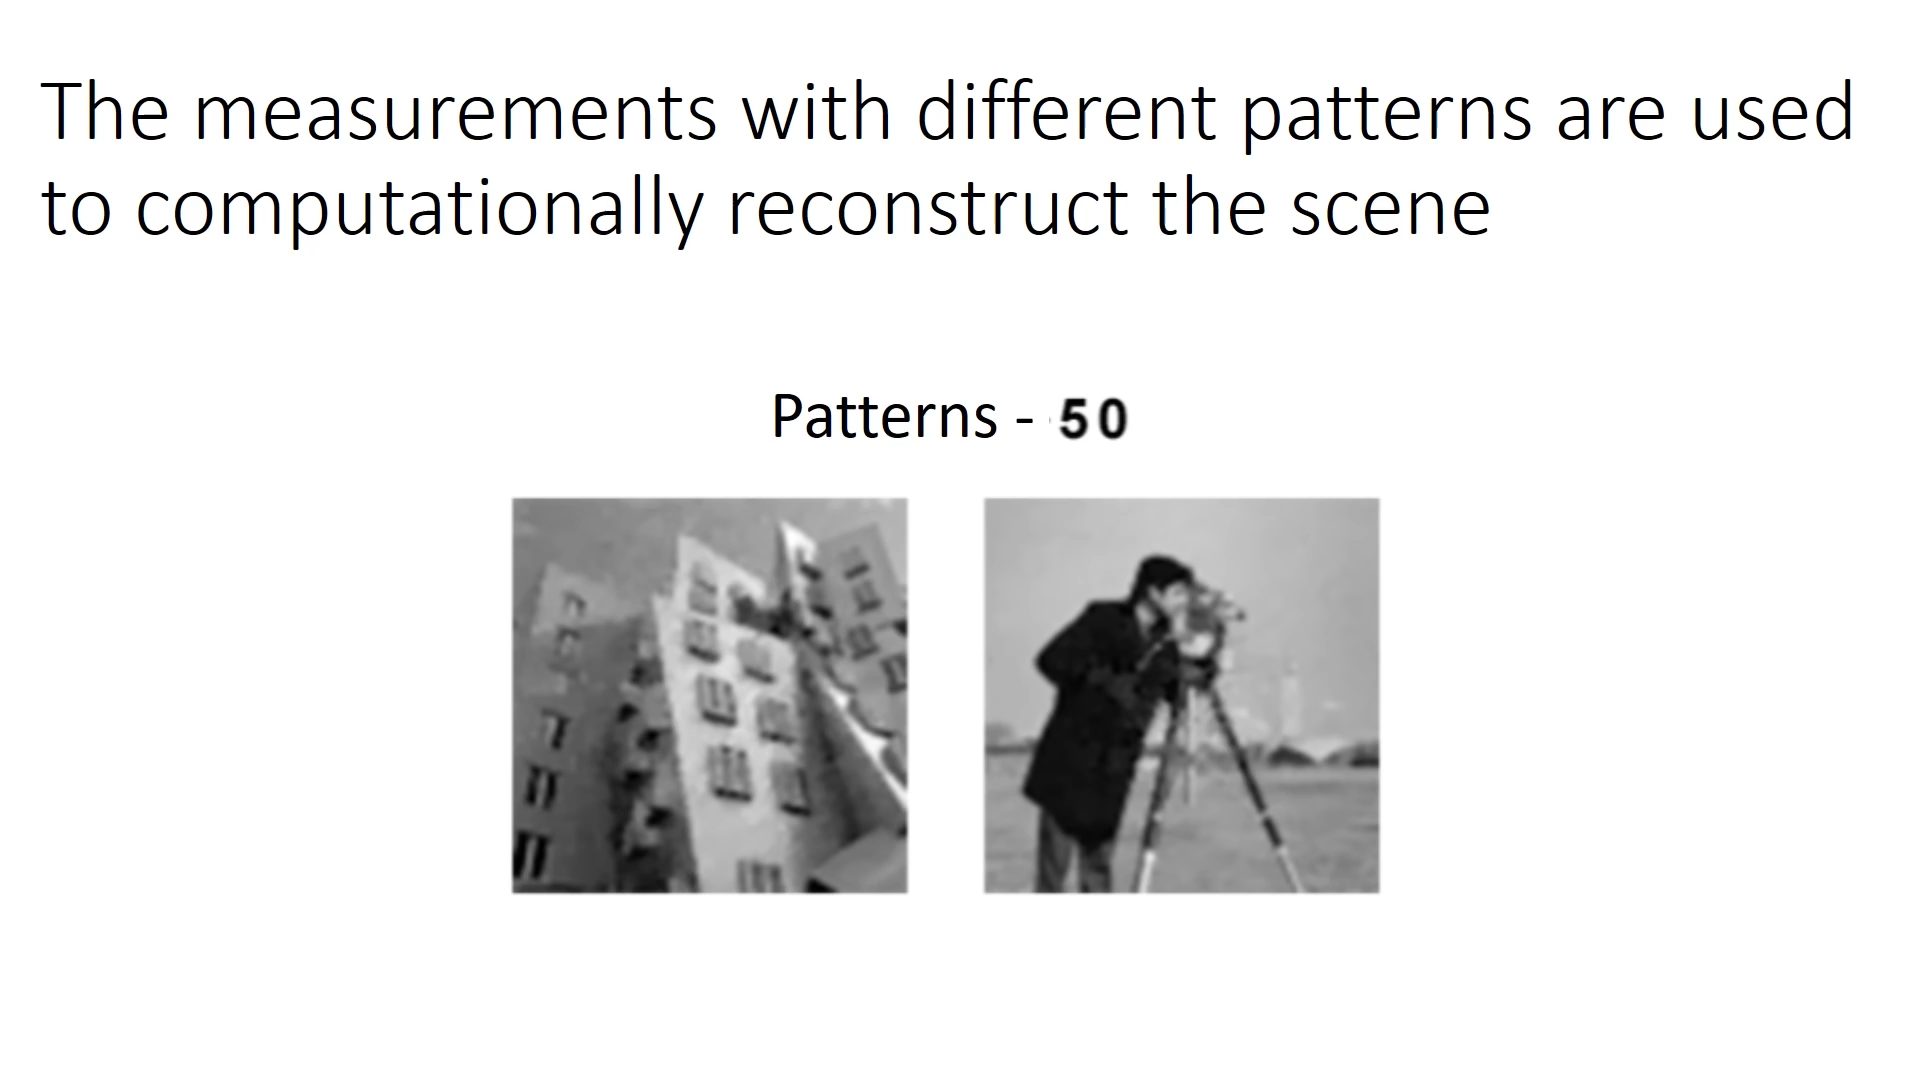 The measurements with different patterns are used
to computationally reconstruct the scene
Patterns - 50